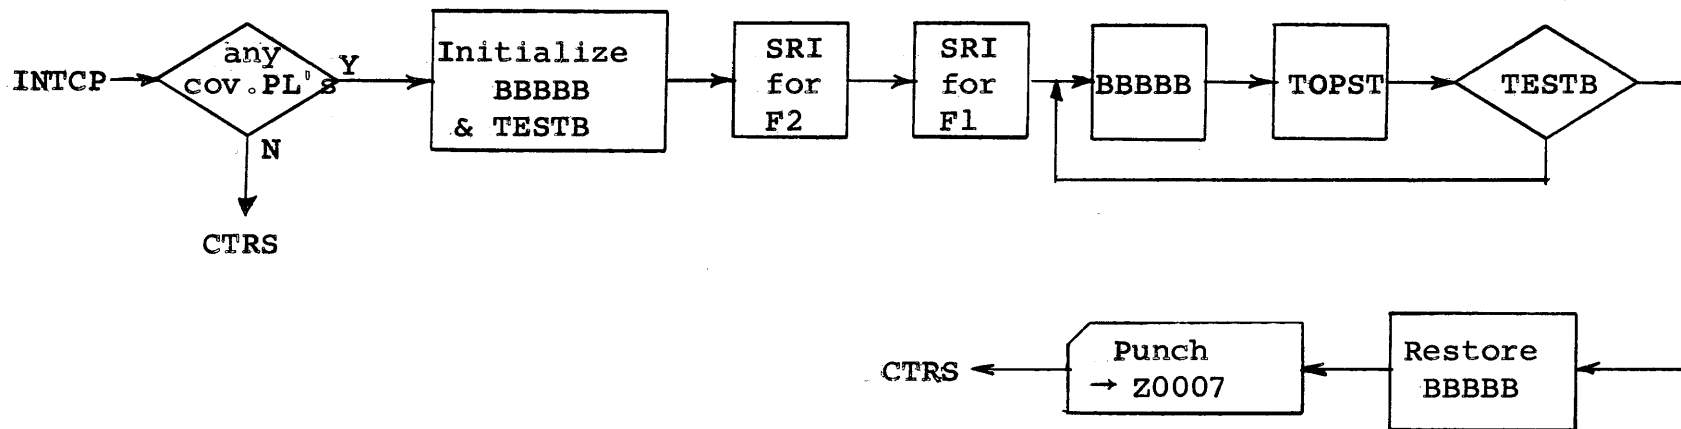 INTCP
any
cov.PL's
Y
N
CTRS
Initialize
BBBBB
& TESTB
SRI
for
F2
SRI
for
F1
BBBBB
TOPST
TESTB
CTRS
Punch
→ Z0007
Restore
BBBBB